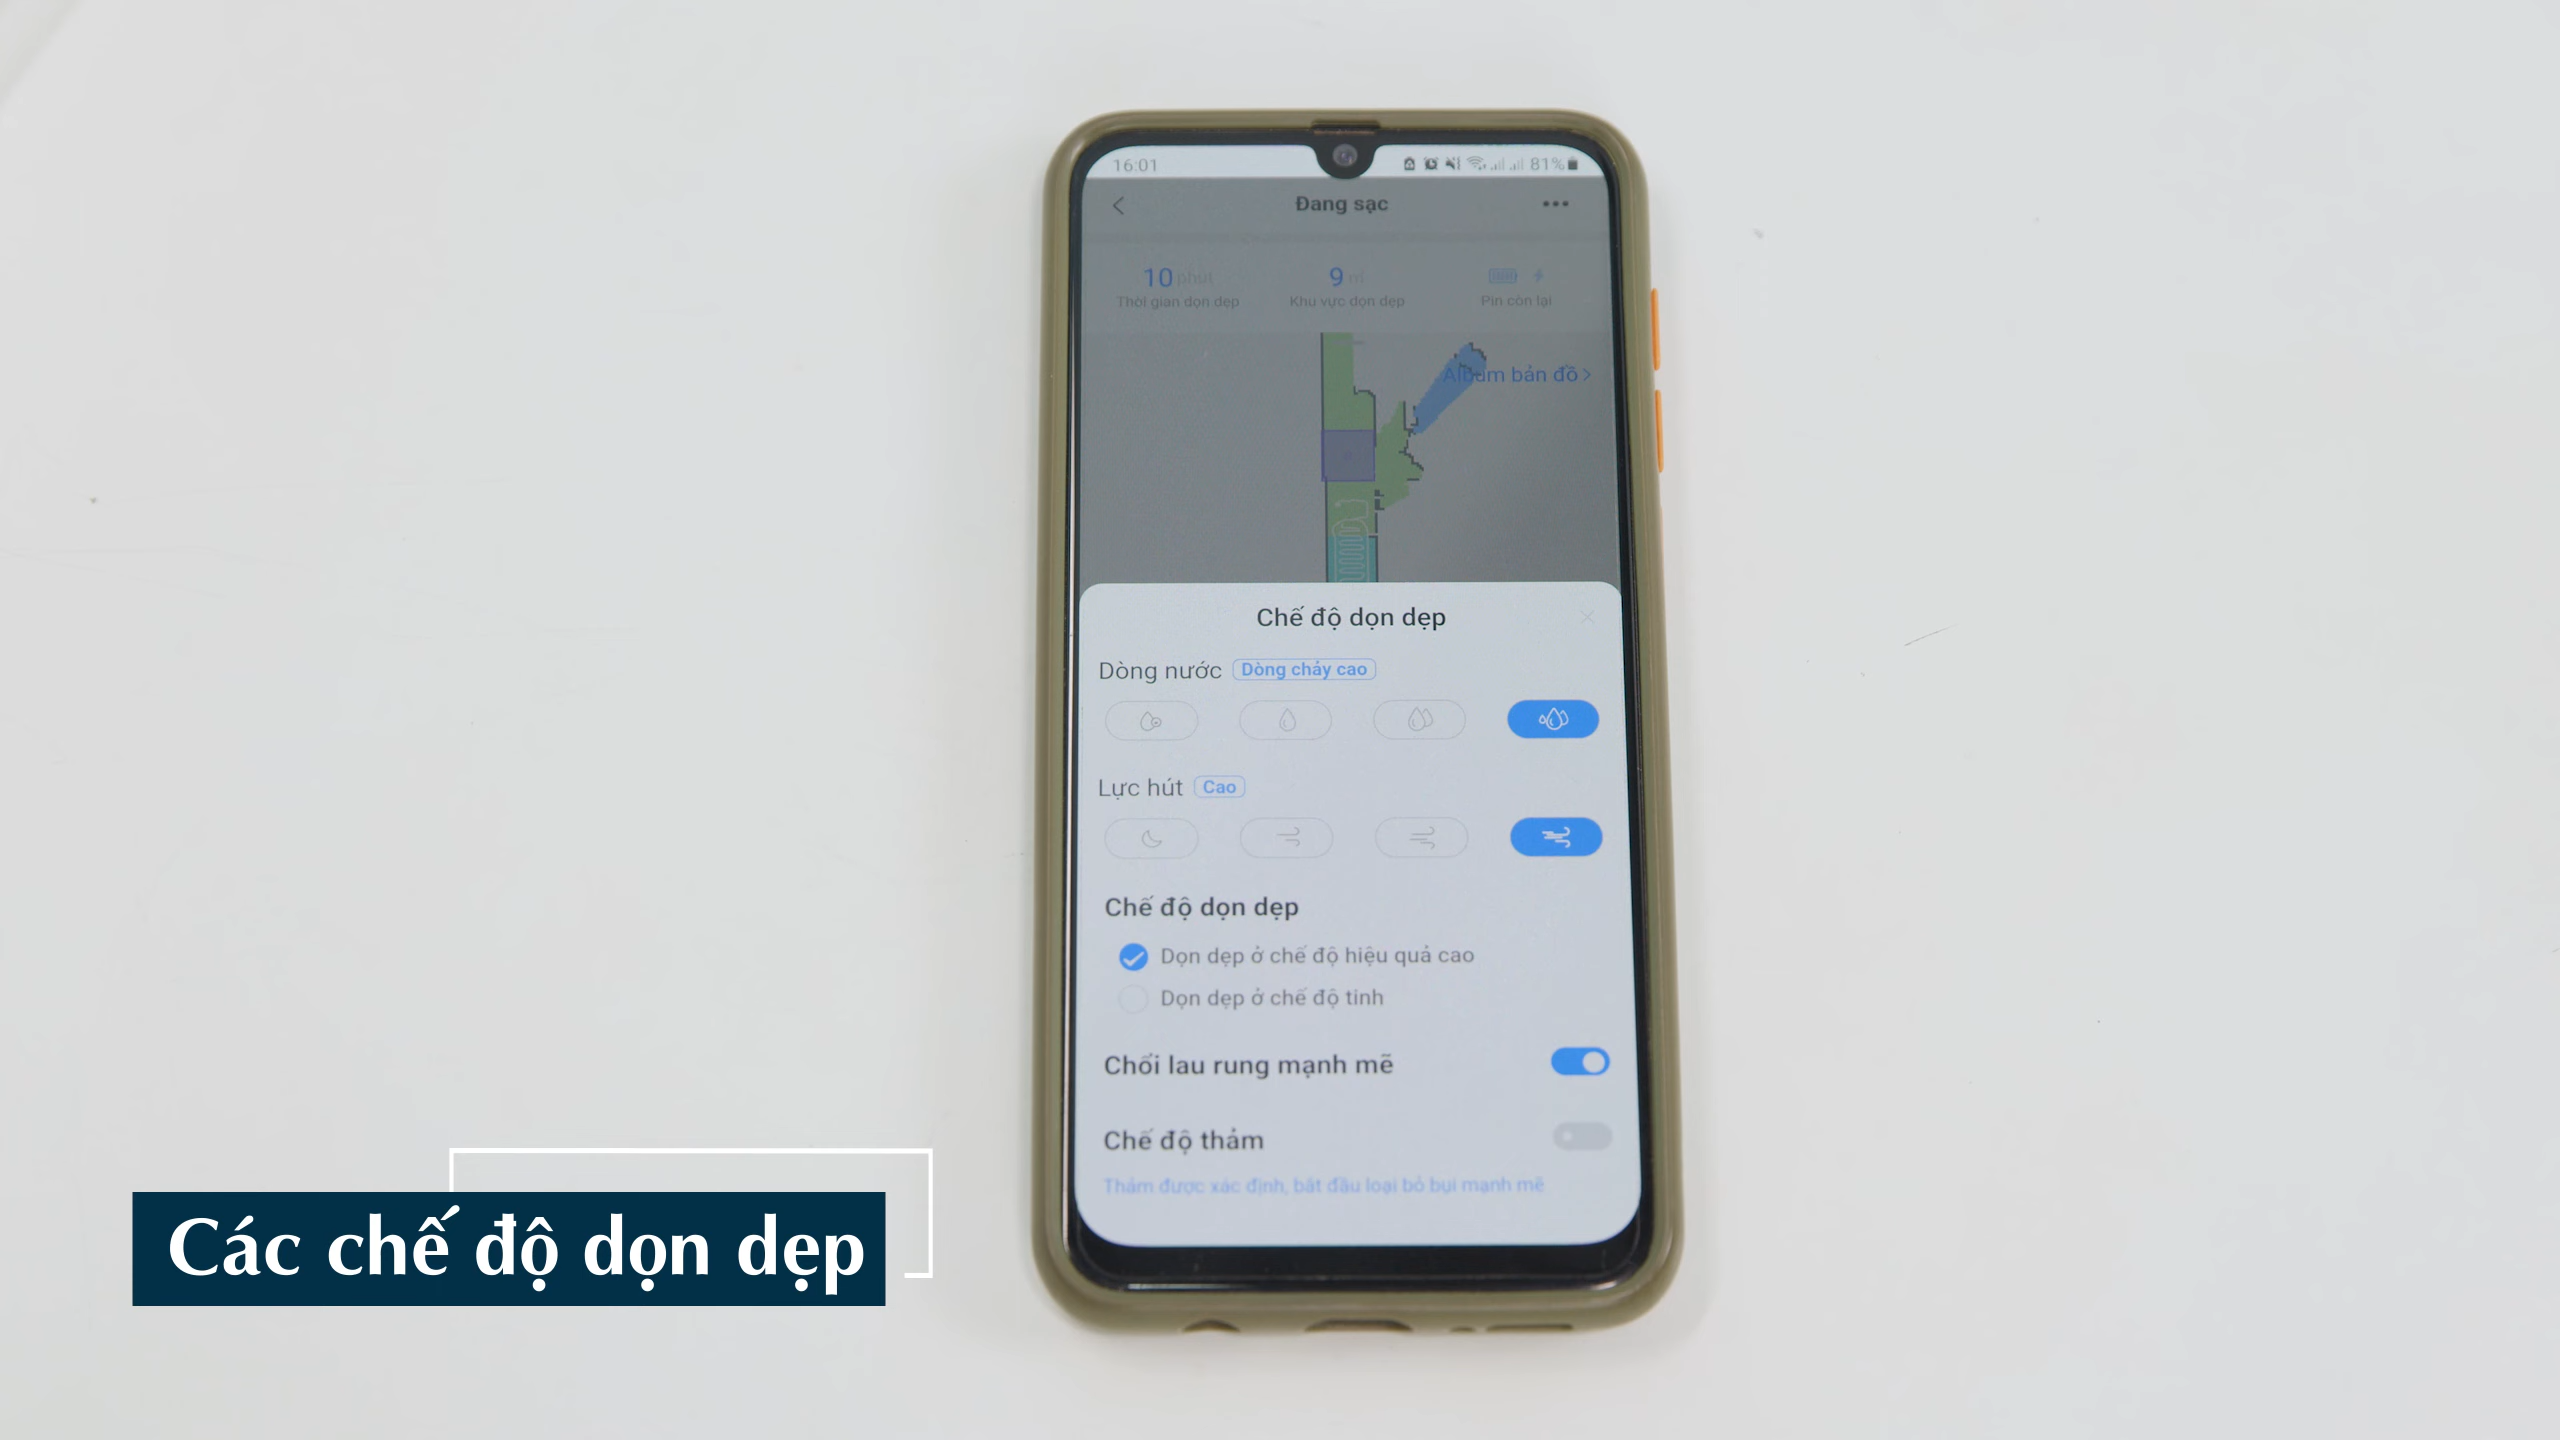 16:01
81%
Đang sạc
10 phút
9 m
Thời gian dọn dẹp
Khu vực dọn dẹp
Pin còn lại
Album bản đồ >
Chế độ dọn dẹp
Dòng nước Dòng chảy cao
Lực hút Cao
Chế độ dọn dẹp
Dọn dẹp ở chế độ hiệu quả cao
Dọn dẹp ở chế độ tinh
Chổi lau rung mạnh mẽ
Chế độ thảm
Thảm được xác định, bắt đầu loại bỏ bụi mạnh mẽ
Các chế độ dọn dẹp